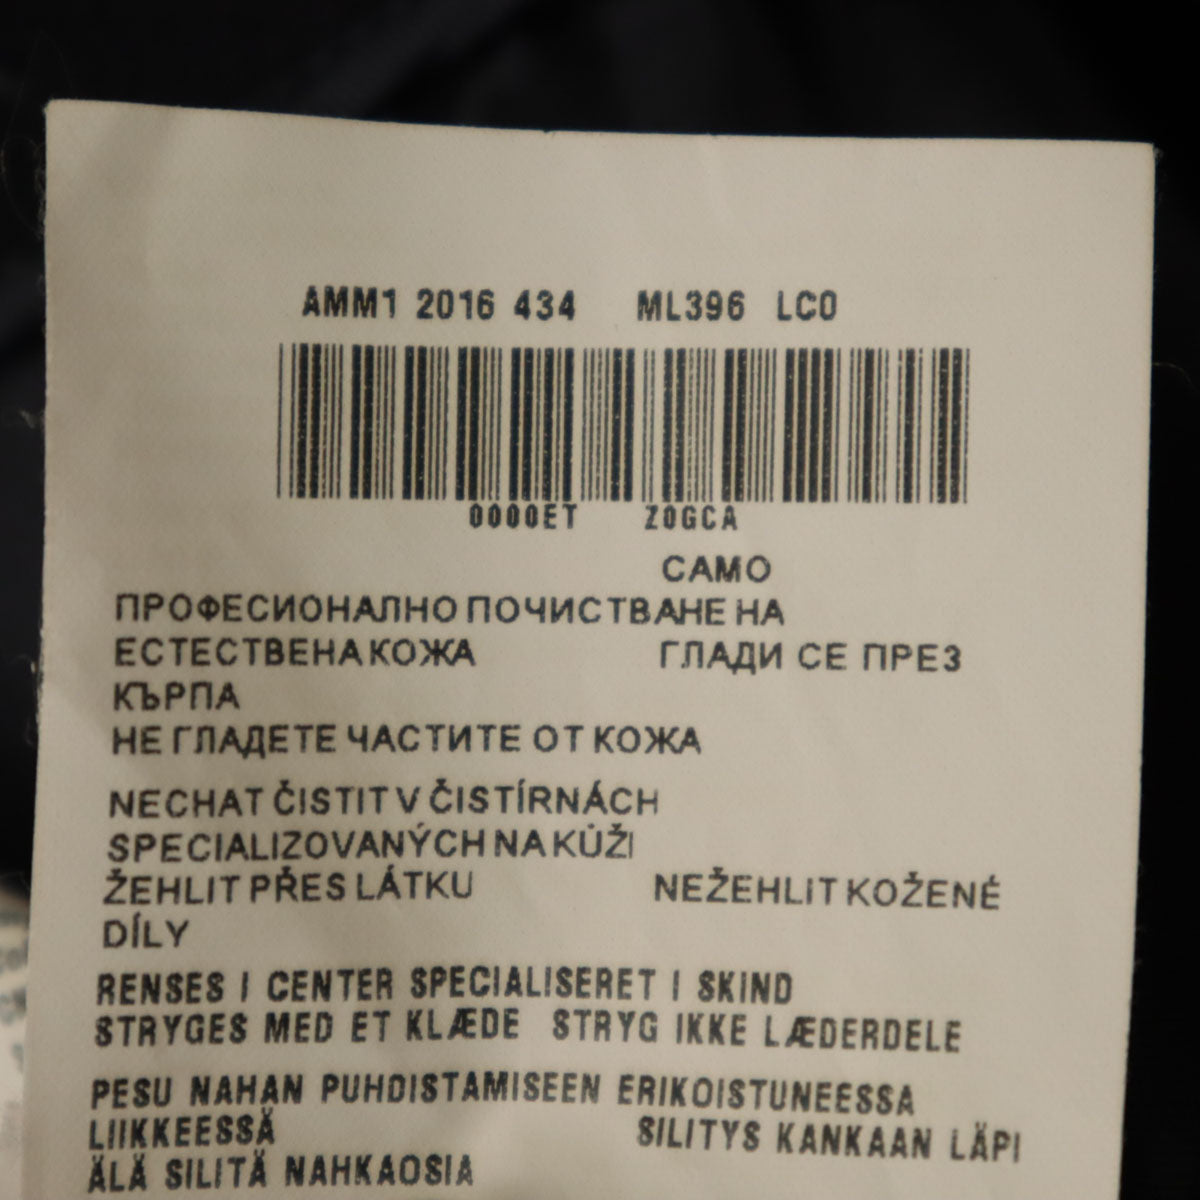 AMM1 2016 434 ML396 LC0
0000ET Z0GCA
САМО
ПРОФЕСИОНАЛНО ПОЧИСТВАНЕ НА
ЕСТЕСТВЕНА КОЖА ГЛАДИ СЕ ПРЕЗ
КЪРПА
НЕ ГЛАДЕТЕ ЧАСТИТЕ ОТ КОЖА
NECHAT ČISTIT V ČISTÍRNÁCH
SPECIALIZOVANÝCH NA KŮŽI
ŽEHLIT PŘES LÁTKU NEŽEHLIT KOŽENÉ
DÍLY
RENSES I CENTER SPECIALISERET I SKIND
STRYGES MED ET KLÆDE STRYG IKKE LÆDERDELE
PESU NAHAN PUHDISTAMISEEN ERIKOISTUNEESSA
LIIKKEESSÄ SILITYS KANKAAN LÄPI
ÄLÄ SILITÄ NAHKAOSIA